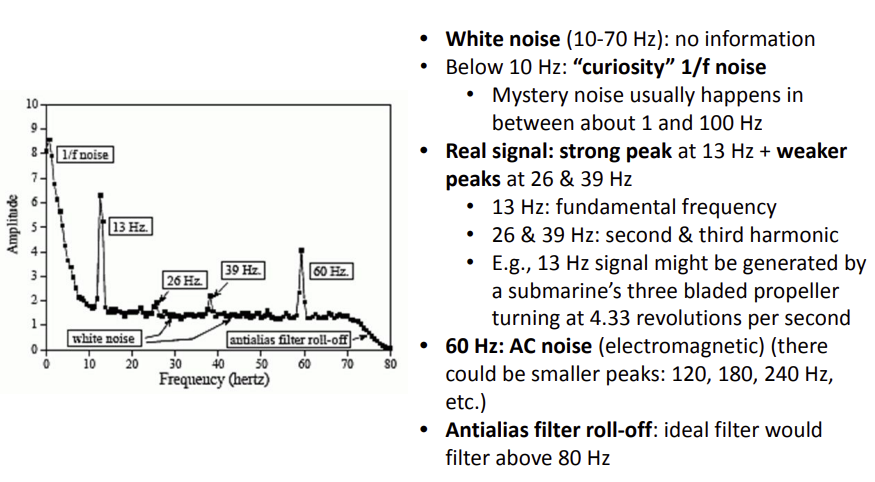 10
9
8
7
6
5
4
3
2
1
0
Amplitude
1/f noise
13 Hz.
26 Hz.
39 Hz.
60 Hz.
white noise
antialias filter roll-off
0 10 20 30 40 50 60 70 80
Frequency (hertz)
• White noise (10-70 Hz): no information
• Below 10 Hz: “curiosity” 1/f noise
• Mystery noise usually happens in
between about 1 and 100 Hz
• Real signal: strong peak at 13 Hz + weaker
peaks at 26 & 39 Hz
• 13 Hz: fundamental frequency
• 26 & 39 Hz: second & third harmonic
• E.g., 13 Hz signal might be generated by
a submarine’s three bladed propeller
turning at 4.33 revolutions per second
• 60 Hz: AC noise (electromagnetic) (there
could be smaller peaks: 120, 180, 240 Hz,
etc.)
• Antialias filter roll-off: ideal filter would
filter above 80 Hz